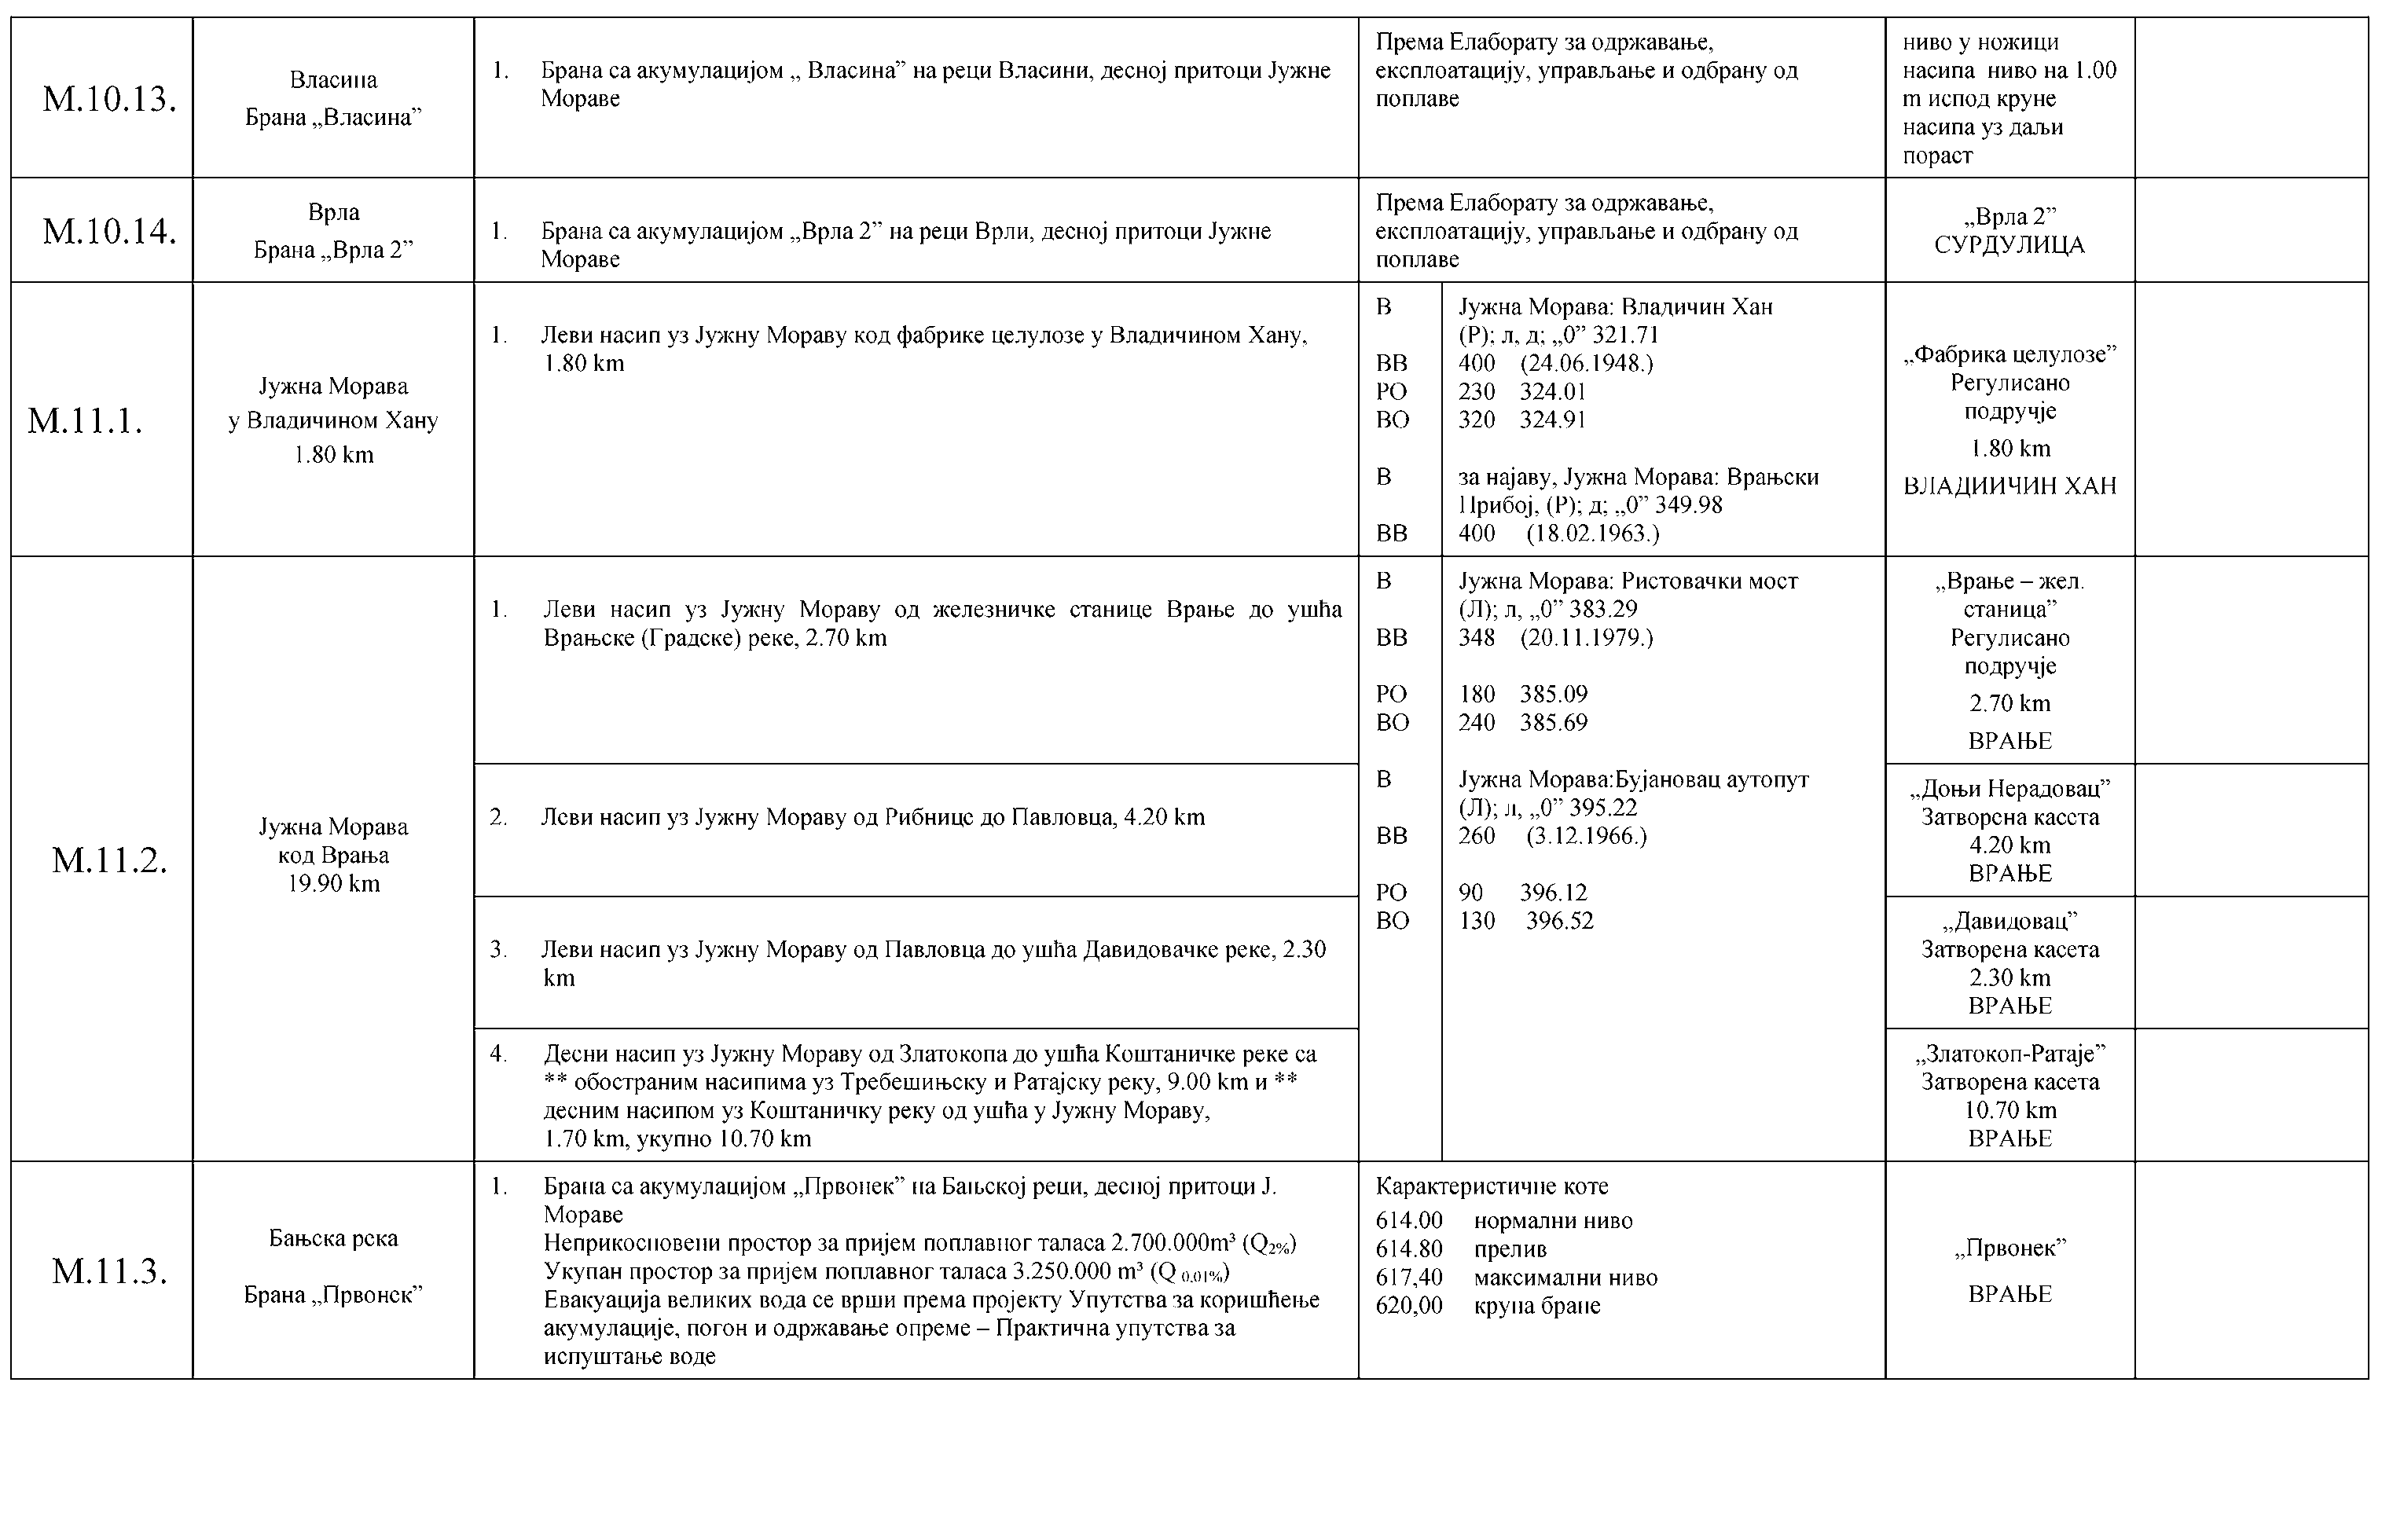 М.10.13.
Власина
Брана „Власина”
1. Брана са акумулацијом „ Власина” на реци Власини, десној притоци Јужне
Мораве
Према Елаборату за одржавање,
експлоатацију, управљање и одбрану од
поплаве
ниво у ножици
насипа ниво на 1.00
m испод круне
насипа уз даљи
пораст
М.10.14.
Врла
Брана „Врла 2”
1. Брана са акумулацијом „Врла 2” на реци Врли, десној притоци Јужне
Мораве
Према Елаборату за одржавање,
експлоатацију, управљање и одбрану од
поплаве
„Врла 2”
СУРДУЛИЦА
М.11.1.
Јужна Морава
у Владичином Хану
1.80 km
1. Леви насип уз Јужну Мораву код фабрике целулозе у Владичином Хану,
1.80 km
В Јужна Морава: Владичин Хан
(Р); л, д; „0” 321.71
ВВ 400 (24.06.1948.)
РО 230 324.01
ВО 320 324.91
В за најаву, Јужна Морава: Врањски
Прибој, (Р); д; „0” 349.98
ВВ 400 (18.02.1963.)
„Фабрика целулозе”
Регулисано
подручје
1.80 km
ВЛАДИИЧИН ХАН
М.11.2.
Јужна Морава
код Врања
19.90 km
1. Леви насип уз Јужну Мораву од железничке станице Врање до ушћа
Врањске (Градске) реке, 2.70 km
В Јужна Морава: Ристовачки мост
(Л); л, „0” 383.29
ВВ 348 (20.11.1979.)
РО 180 385.09
ВО 240 385.69
В Јужна Морава:Бујановац аутопут
(Л); л, „0” 395.22
ВВ 260 (3.12.1966.)
РО 90 396.12
ВО 130 396.52
„Врање – жел.
станица”
Регулисано
подручје
2.70 km
ВРАЊЕ
2. Леви насип уз Јужну Мораву од Рибнице до Павловца, 4.20 km
„Доњи Нерадовац”
Затворена касета
4.20 km
ВРАЊЕ
3. Леви насип уз Јужну Мораву од Павловца до ушћа Давидовачке реке, 2.30
km
„Давидовац”
Затворена касета
2.30 km
ВРАЊЕ
4. Десни насип уз Јужну Мораву од Златокопа до ушћа Коштаничке реке са
** обостраним насипима уз Требешињску и Ратајску реку, 9.00 km и **
десним насипом уз Коштаничку реку од ушћа у Јужну Мораву,
1.70 km, укупно 10.70 km
„Златокоп-Ратаје”
Затворена касета
10.70 km
ВРАЊЕ
М.11.3.
Бањска река
Брана „Првонек”
1. Брана са акумулацијом „Првонек” на Бањској реци, десној притоци Ј.
Мораве
Неприкосновени простор за пријем поплавног таласа 2.700.000m³ (Q₂%)
Укупан простор за пријем поплавног таласа 3.250.000 m³ (Q 0,01%)
Евакуација великих вода се врши према пројекту Упутства за коришћење
акумулације, погон и одржавање опреме – Практична упутства за
испуштање воде
Карактеристичне коте
614.00 нормални ниво
614.80 прелив
617,40 максимални ниво
620,00 круна бране
„Првонек”
ВРАЊЕ